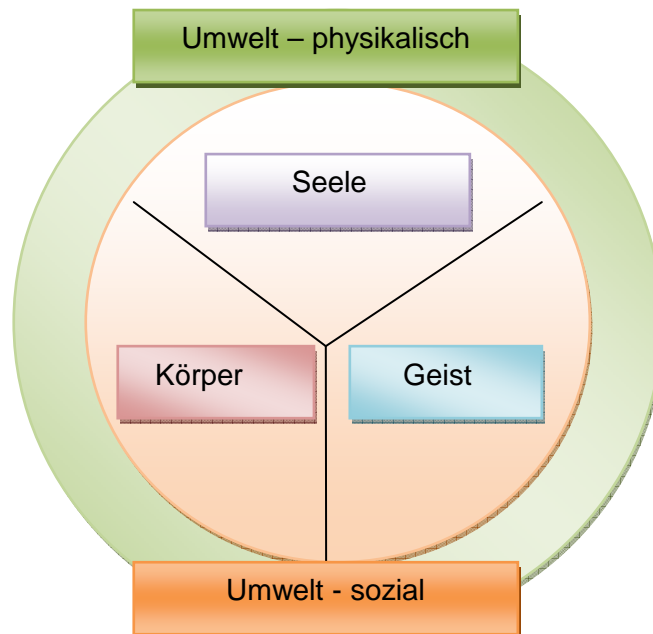 Umwelt – physikalisch
Seele
Körper
Geist
Umwelt - sozial